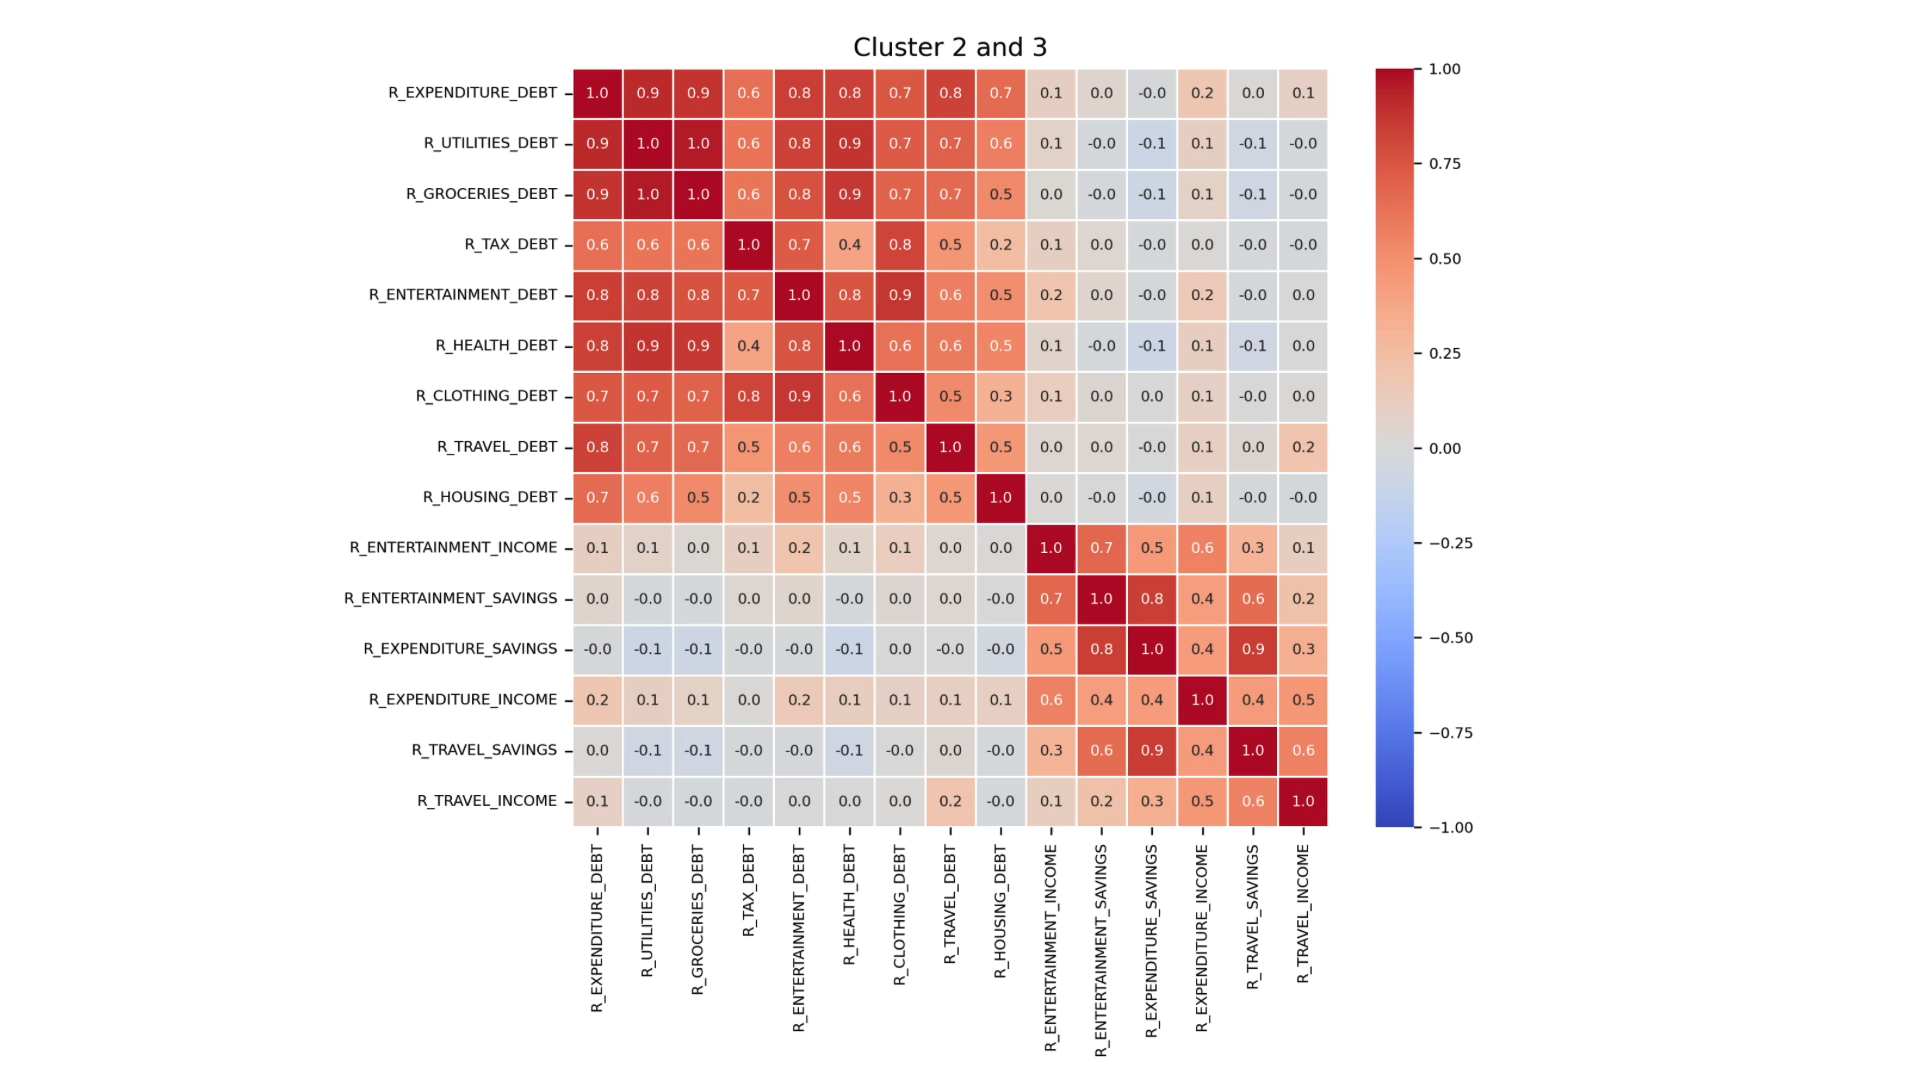 Cluster 2 and 3
R_EXPENDITURE_DEBT 1.0 0.9 0.9 0.6 0.8 0.8 0.7 0.8 0.7 0.1 0.0 -0.0 0.2 0.0 0.1
R_UTILITIES_DEBT 0.9 1.0 1.0 0.6 0.8 0.9 0.7 0.7 0.6 0.1 -0.0 -0.1 0.1 -0.1 -0.0
R_GROCERIES_DEBT 0.9 1.0 1.0 0.6 0.8 0.9 0.7 0.7 0.5 0.0 -0.0 -0.1 0.1 -0.1 -0.0
R_TAX_DEBT 0.6 0.6 0.6 1.0 0.7 0.4 0.8 0.5 0.2 0.1 0.0 -0.0 0.0 -0.0 -0.0
R_ENTERTAINMENT_DEBT 0.8 0.8 0.8 0.7 1.0 0.8 0.9 0.6 0.5 0.2 0.0 -0.0 0.2 -0.0 0.0
R_HEALTH_DEBT 0.8 0.9 0.9 0.4 0.8 1.0 0.6 0.6 0.5 0.1 -0.0 -0.1 0.1 -0.1 0.0
R_CLOTHING_DEBT 0.7 0.7 0.7 0.8 0.9 0.6 1.0 0.5 0.3 0.1 0.0 0.0 0.1 -0.0 0.0
R_TRAVEL_DEBT 0.8 0.7 0.7 0.5 0.6 0.6 0.5 1.0 0.5 0.0 0.0 -0.0 0.1 0.0 0.2
R_HOUSING_DEBT 0.7 0.6 0.5 0.2 0.5 0.5 0.3 0.5 1.0 0.0 -0.0 -0.0 0.1 -0.0 -0.0
R_ENTERTAINMENT_INCOME 0.1 0.1 0.0 0.1 0.2 0.1 0.1 0.0 0.0 1.0 0.7 0.5 0.6 0.3 0.1
R_ENTERTAINMENT_SAVINGS 0.0 -0.0 -0.0 0.0 0.0 -0.0 0.0 0.0 -0.0 0.7 1.0 0.8 0.4 0.6 0.2
R_EXPENDITURE_SAVINGS -0.0 -0.1 -0.1 -0.0 -0.0 -0.1 0.0 -0.0 -0.0 0.5 0.8 1.0 0.4 0.9 0.3
R_EXPENDITURE_INCOME 0.2 0.1 0.1 0.0 0.2 0.1 0.1 0.1 0.1 0.6 0.4 0.4 1.0 0.4 0.5
R_TRAVEL_SAVINGS 0.0 -0.1 -0.1 -0.0 -0.0 -0.1 -0.0 0.0 -0.0 0.3 0.6 0.9 0.4 1.0 0.6
R_TRAVEL_INCOME 0.1 -0.0 -0.0 -0.0 0.0 0.0 0.0 0.2 -0.0 0.1 0.2 0.3 0.5 0.6 1.0
R_EXPENDITURE_DEBT
R_UTILITIES_DEBT
R_GROCERIES_DEBT
R_TAX_DEBT
R_ENTERTAINMENT_DEBT
R_HEALTH_DEBT
R_CLOTHING_DEBT
R_TRAVEL_DEBT
R_HOUSING_DEBT
R_ENTERTAINMENT_INCOME
R_ENTERTAINMENT_SAVINGS
R_EXPENDITURE_SAVINGS
R_EXPENDITURE_INCOME
R_TRAVEL_SAVINGS
R_TRAVEL_INCOME
1.00
0.75
0.50
0.25
0.00
−0.25
−0.50
−0.75
−1.00